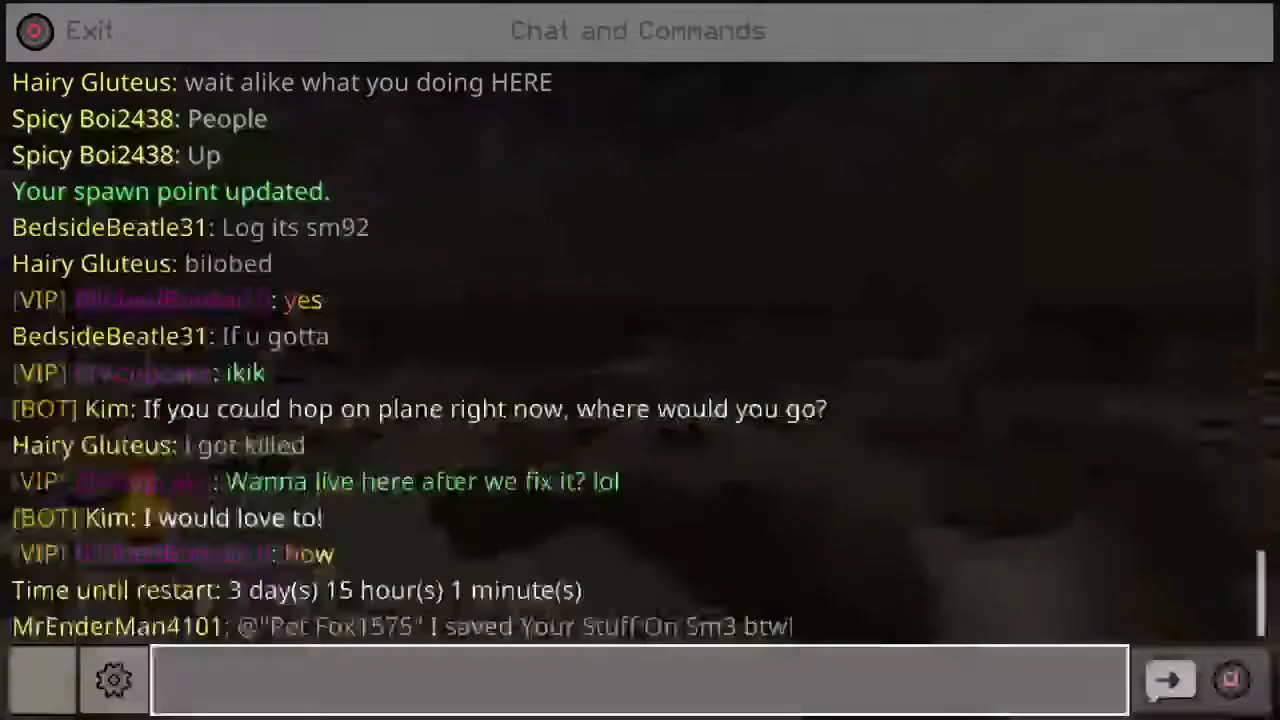 Exit
Chat and Commands
Hairy Gluteus: wait alike what you doing HERE
Spicy Boi2438: People
Spicy Boi2438: Up
Your spawn point updated.
BedsideBeatle31: Log its sm92
Hairy Gluteus: bilobed
[VIP] : yes
BedsideBeatle31: If u gotta
[VIP] : ikik
[BOT] Kim: If you could hop on plane right now, where would you go?
Hairy Gluteus: I got killed
[VIP] : Wanna live here after we fix it? lol
[BOT] Kim: I would love to!
[VIP] : how
Time until restart: 3 day(s) 15 hour(s) 1 minute(s)
MrEnderMan4101: @"Pet Fox1575" I saved Your Stuff On Sm3 btw!